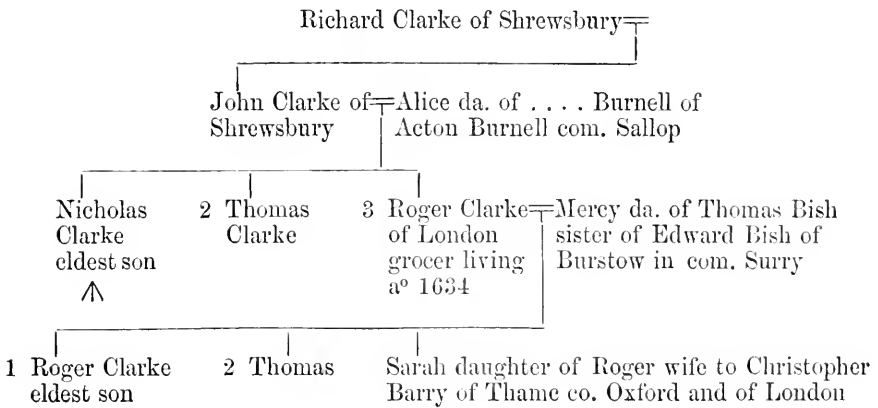 Richard Clarke of Shrewsbury
John Clarke of
Shrewsbury
Alice da. of . . . . Burnell of
Acton Burnell com. Sallop
Nicholas
Clarke
eldest son
2 Thomas
Clarke
3 Roger Clarke
of London
grocer living
aº 1634
Mercy da. of Thomas Bish
sister of Edward Bish of
Burstow in com. Surry
1 Roger Clarke
eldest son
2 Thomas
Sarah daughter of Roger wife to Christopher
Barry of Thame co. Oxford and of London